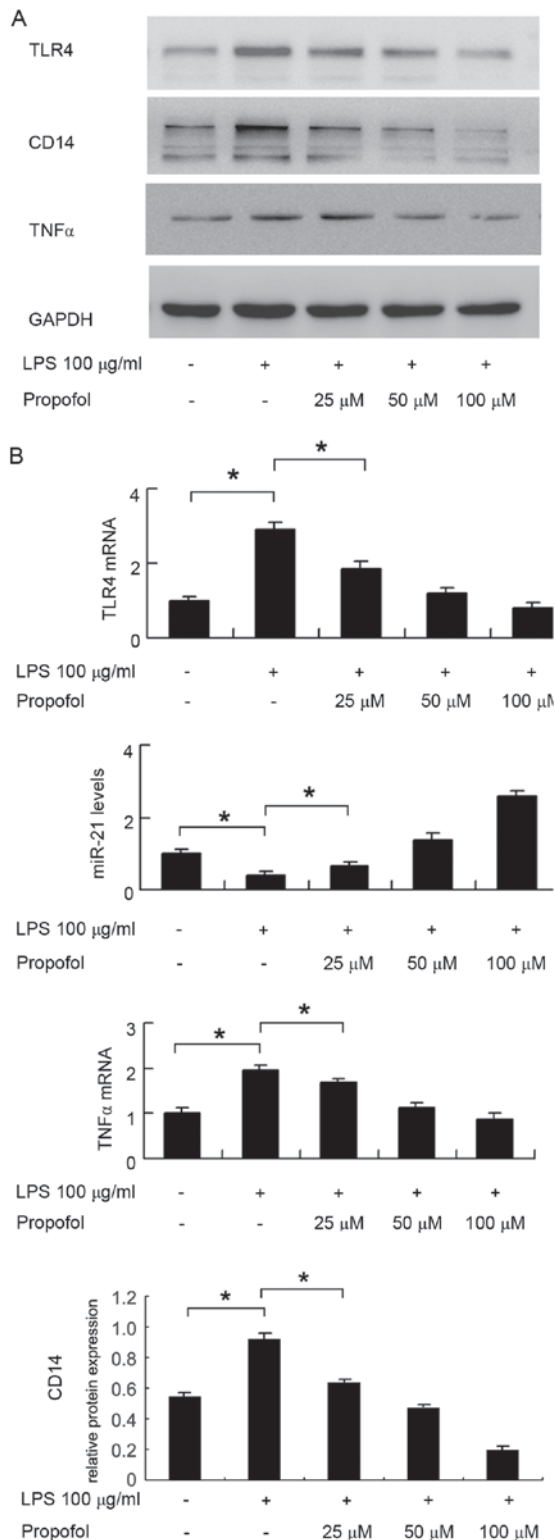 A
TLR4
CD14
TNFα
GAPDH
LPS 100 μg/ml - + + + +
Propofol - - 25 μM 50 μM 100 μM
B
* *
TLR4 mRNA
4
2
0
LPS 100 μg/ml - + + + +
Propofol - - 25 μM 50 μM 100 μM
* *
miR-21 levels
4
2
0
LPS 100 μg/ml - + + + +
Propofol - - 25 μM 50 μM 100 μM
* *
TNFα mRNA
3
2
1
0
LPS 100 μg/ml - + + + +
Propofol - - 25 μM 50 μM 100 μM
* *
CD14
relative protein expression
1.2
1.0
0.8
0.6
0.4
0.2
0
LPS 100 μg/ml - + + + +
Propofol - - 25 μM 50 μM 100 μM